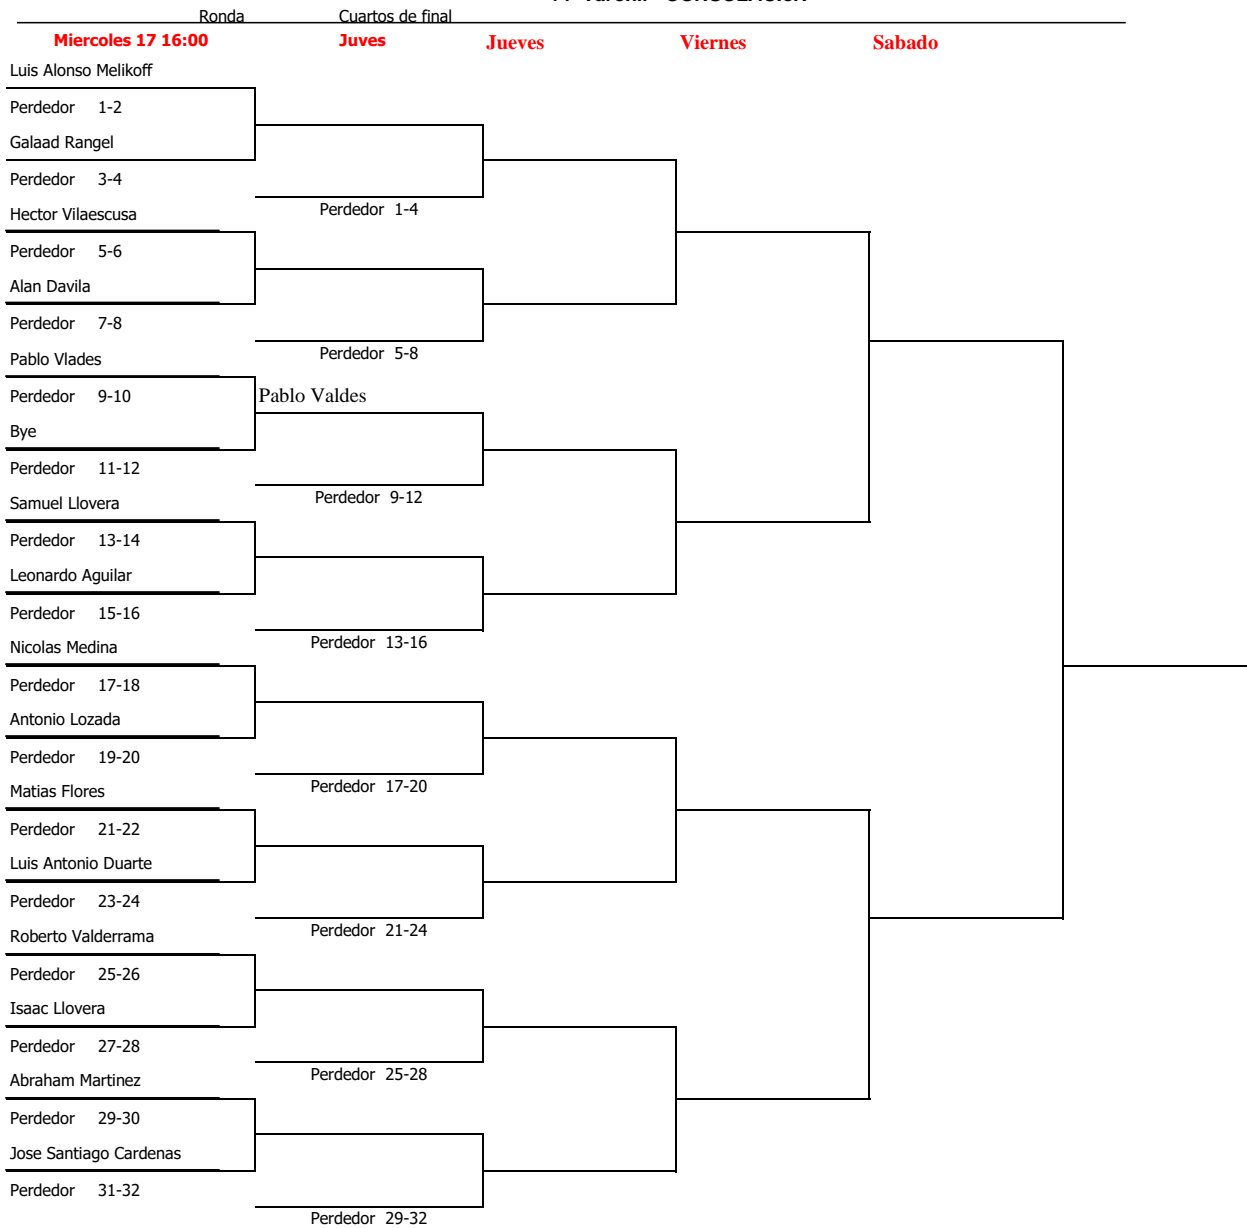 Ronda Cuartos de final
Miercoles 17 16:00 Juves Jueves Viernes Sabado
Luis Alonso Melikoff
Perdedor 1-2
Galaad Rangel
Perdedor 3-4
Perdedor 1-4
Hector Vilaescusa
Perdedor 5-6
Alan Davila
Perdedor 7-8
Perdedor 5-8
Pablo Vlades
Perdedor 9-10 Pablo Valdes
Bye
Perdedor 11-12
Perdedor 9-12
Samuel Llovera
Perdedor 13-14
Leonardo Aguilar
Perdedor 15-16
Perdedor 13-16
Nicolas Medina
Perdedor 17-18
Antonio Lozada
Perdedor 19-20
Perdedor 17-20
Matias Flores
Perdedor 21-22
Luis Antonio Duarte
Perdedor 23-24
Perdedor 21-24
Roberto Valderrama
Perdedor 25-26
Isaac Llovera
Perdedor 27-28
Perdedor 25-28
Abraham Martinez
Perdedor 29-30
Jose Santiago Cardenas
Perdedor 31-32
Perdedor 29-32